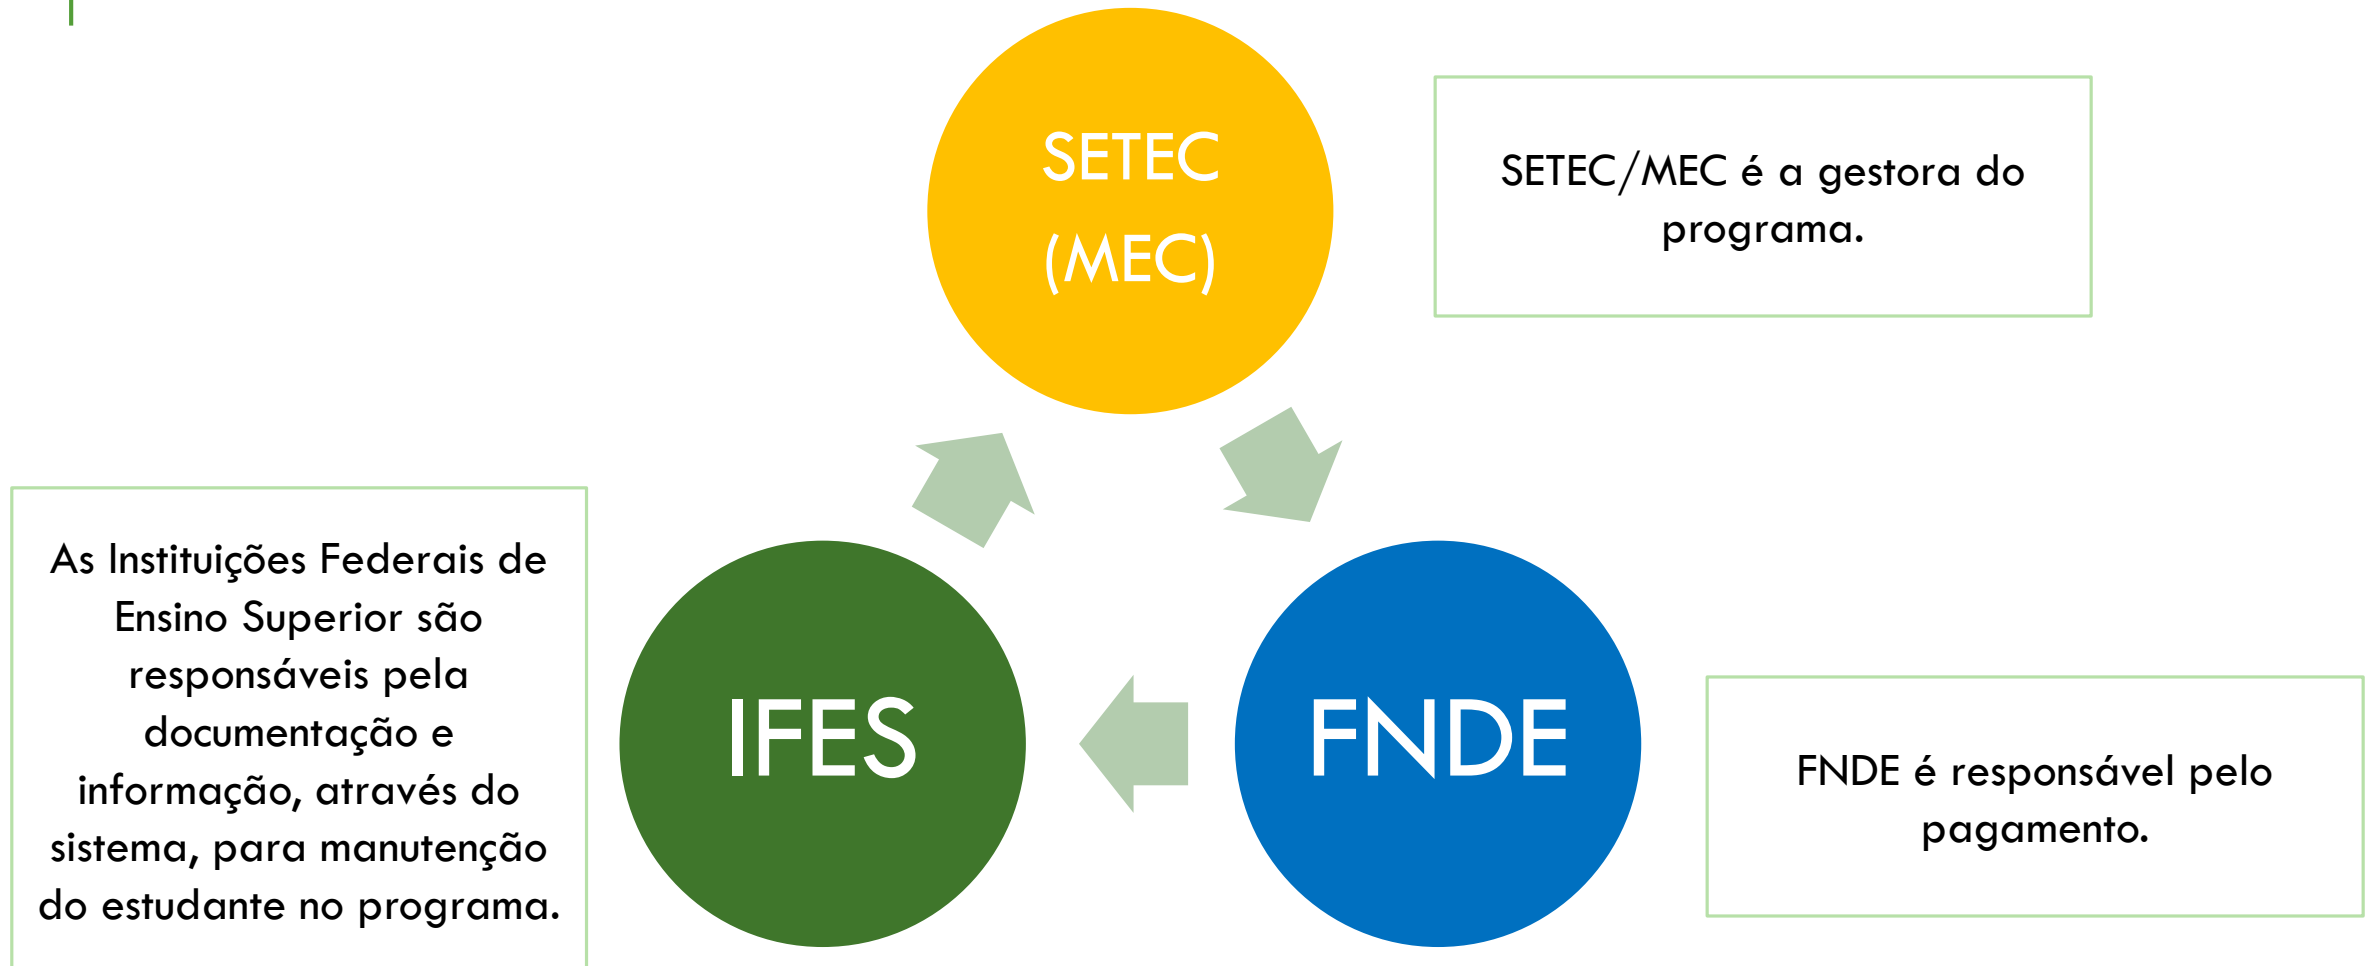 SETEC
(MEC)
SETEC/MEC é a gestora do
programa.
As Instituições Federais de
Ensino Superior são
responsáveis pela
documentação e
informação, através do
sistema, para manutenção
do estudante no programa.
IFES
FNDE
FNDE é responsável pelo
pagamento.